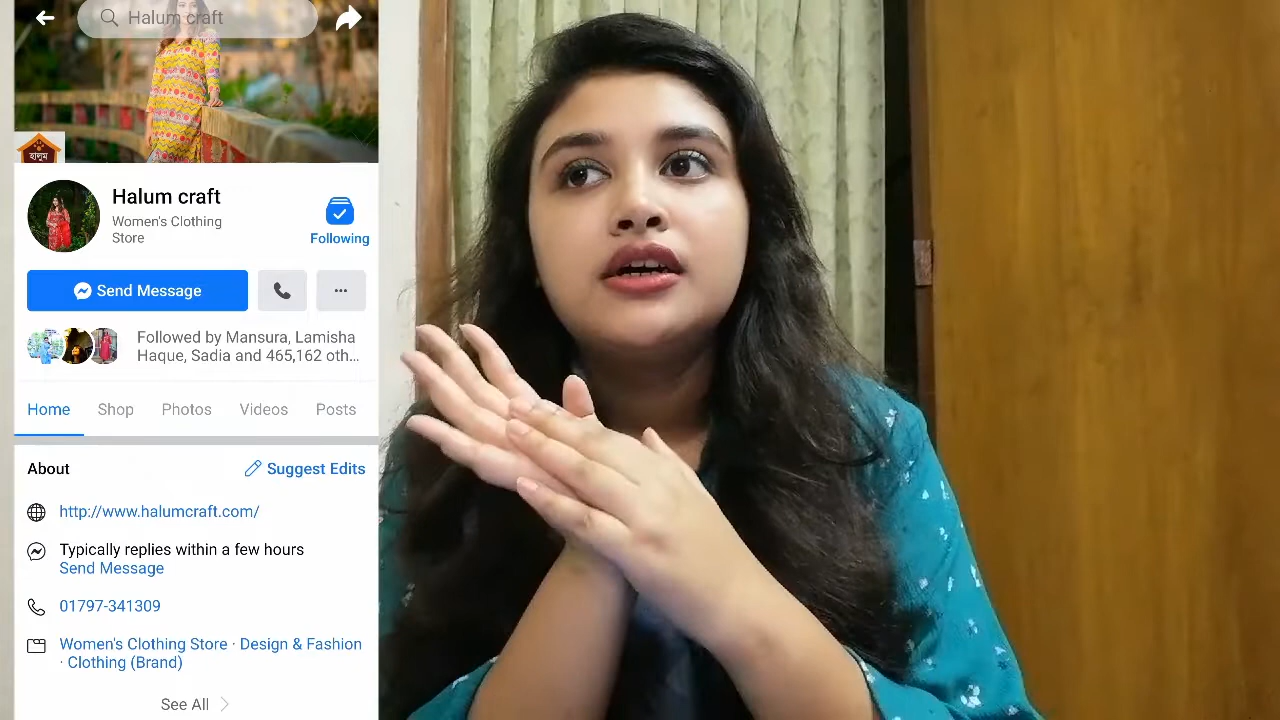 Halum craft
হালুম
Halum craft
Women's Clothing
Store
Following
Send Message
Followed by Mansura, Lamisha
Haque, Sadia and 465,162 oth...
Home Shop Photos Videos Posts
About
Suggest Edits
http://www.halumcraft.com/
Typically replies within a few hours
Send Message
01797-341309
Women's Clothing Store · Design & Fashion
· Clothing (Brand)
See All